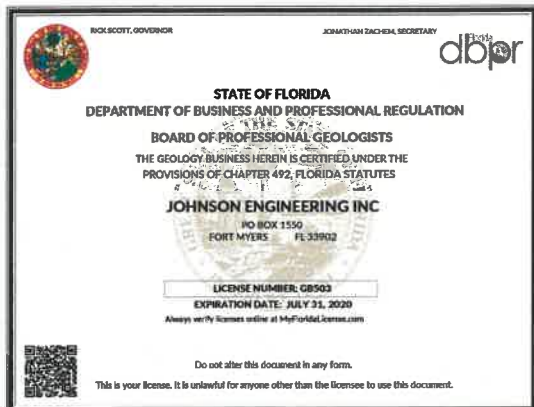 RICK SCOTT, GOVERNOR
JONATHAN ZACHEM, SECRETARY
Florida
dbpr
STATE OF FLORIDA
DEPARTMENT OF BUSINESS AND PROFESSIONAL REGULATION
BOARD OF PROFESSIONAL GEOLOGISTS
THE GEOLOGY BUSINESS HEREIN IS CERTIFIED UNDER THE
PROVISIONS OF CHAPTER 492, FLORIDA STATUTES
JOHNSON ENGINEERING INC
PO BOX 1550
FORT MYERS FL 33902
LICENSE NUMBER: GB503
EXPIRATION DATE: JULY 31, 2020
Always verify licenses online at MyFloridaLicense.com
Do not alter this document in any form.
This is your license. It is unlawful for anyone other than the licensee to use this document.